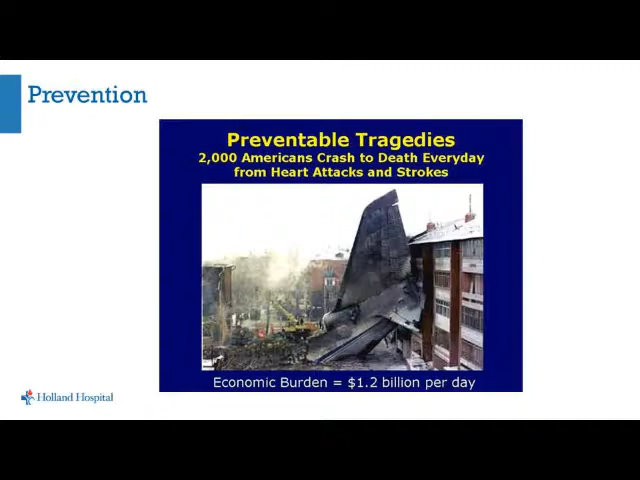 Prevention
Preventable Tragedies
2,000 Americans Crash to Death Everyday
from Heart Attacks and Strokes
Economic Burden = $1.2 billion per day
Holland Hospital